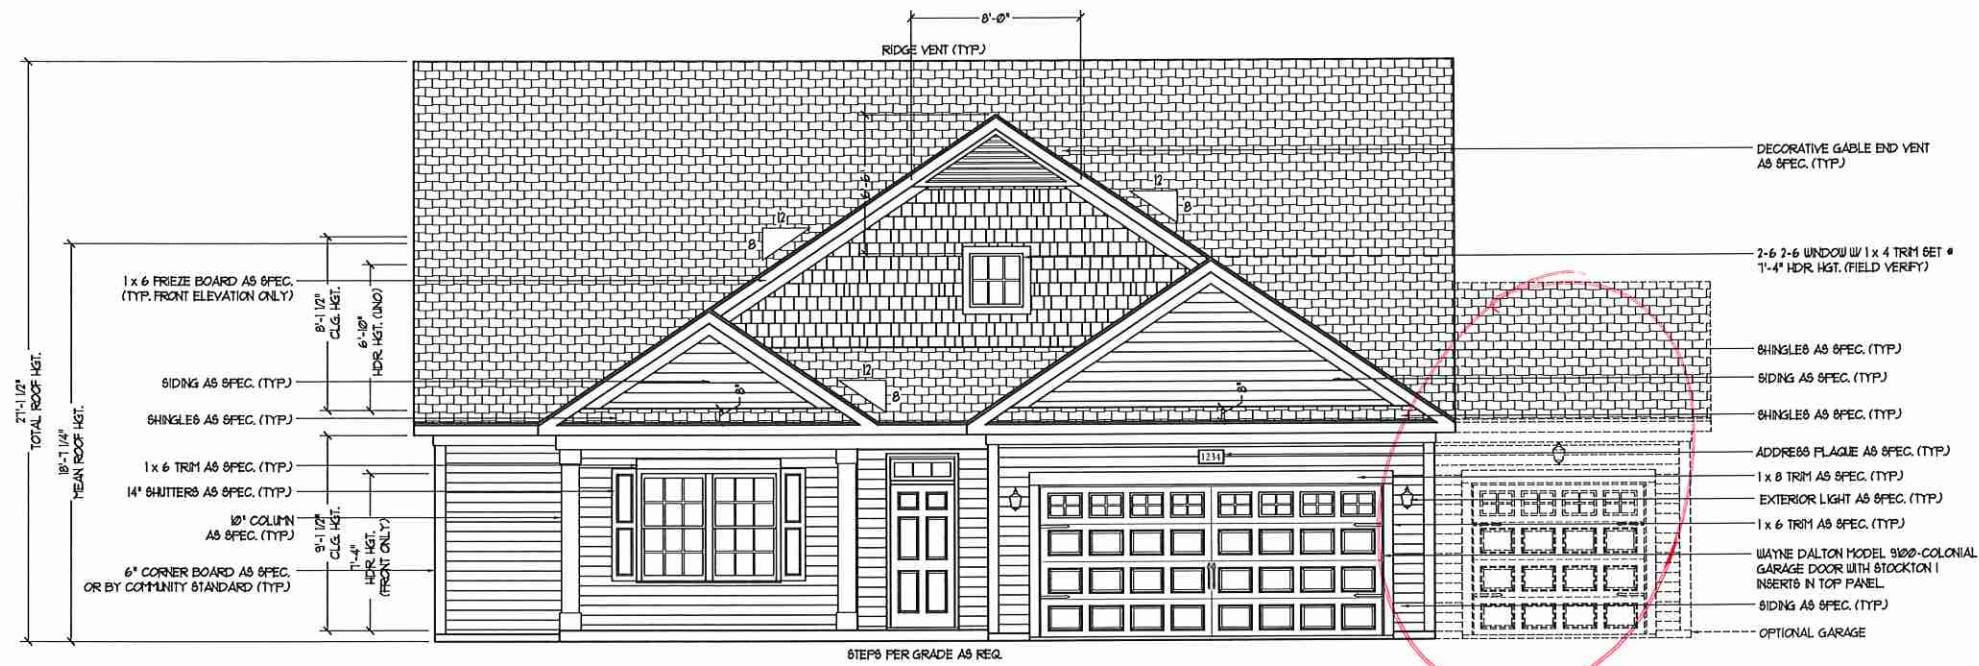 8'-0"
RIDGE VENT (TYP.)
DECORATIVE GABLE END VENT
AS SPEC. (TYP.)
6'-6"
12
8
12
8
2-6 2-6 WINDOW W/ 1 x 4 TRIM SET @
7'-4" HDR. HGT. (FIELD VERIFY)
1 x 6 FRIEZE BOARD AS SPEC.
(TYP. FRONT ELEVATION ONLY)
8'-1 1/2"
CLG. HGT.
6'-10"
HDR. HGT. (UNO)
21'-1 1/2"
TOTAL ROOF HGT.
18'-7 1/4"
MEAN ROOF HGT.
SHINGLES AS SPEC. (TYP.)
SIDING AS SPEC. (TYP.)
SIDING AS SPEC. (TYP.)
12
8
8"
8"
SHINGLES AS SPEC. (TYP.)
SHINGLES AS SPEC. (TYP.)
1234
ADDRESS PLAQUE AS SPEC. (TYP.)
1 x 6 TRIM AS SPEC. (TYP.)
1 x 8 TRIM AS SPEC. (TYP.)
14" SHUTTERS AS SPEC. (TYP.)
EXTERIOR LIGHT AS SPEC. (TYP.)
10" COLUMN
AS SPEC. (TYP.)
9'-1 1/2"
CLG. HGT.
7'-4"
HDR. HGT.
(FRONT ONLY)
1 x 6 TRIM AS SPEC. (TYP.)
WAYNE DALTON MODEL 9100-COLONIAL
GARAGE DOOR WITH STOCKTON I
INSERTS IN TOP PANEL
6" CORNER BOARD AS SPEC.
OR BY COMMUNITY STANDARD (TYP.)
SIDING AS SPEC. (TYP.)
OPTIONAL GARAGE
STEPS PER GRADE AS REQ.